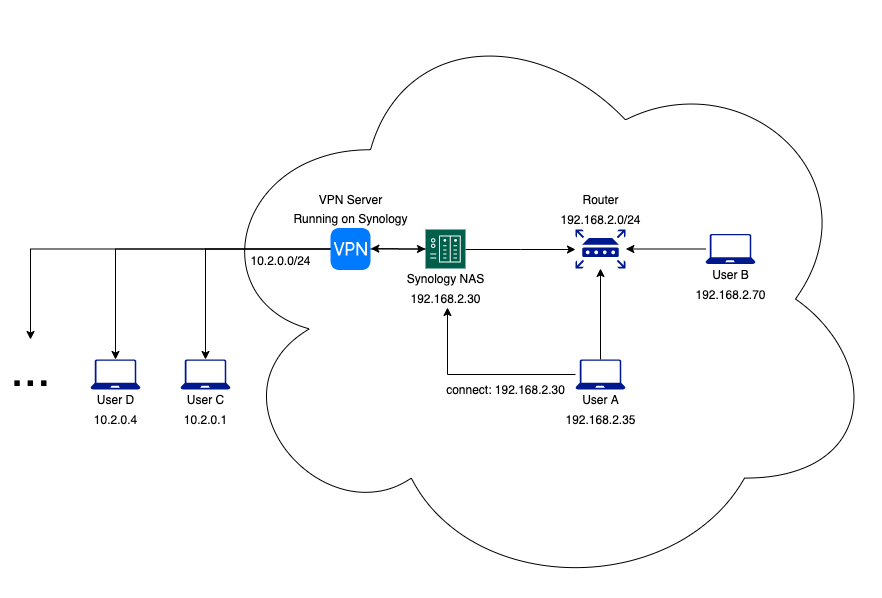 VPN Server
Running on Synology
VPN
10.2.0.0/24
Synology NAS
192.168.2.30
Router
192.168.2.0/24
User B
192.168.2.70
connect: 192.168.2.30
User A
192.168.2.35
...
User D
10.2.0.4
User C
10.2.0.1